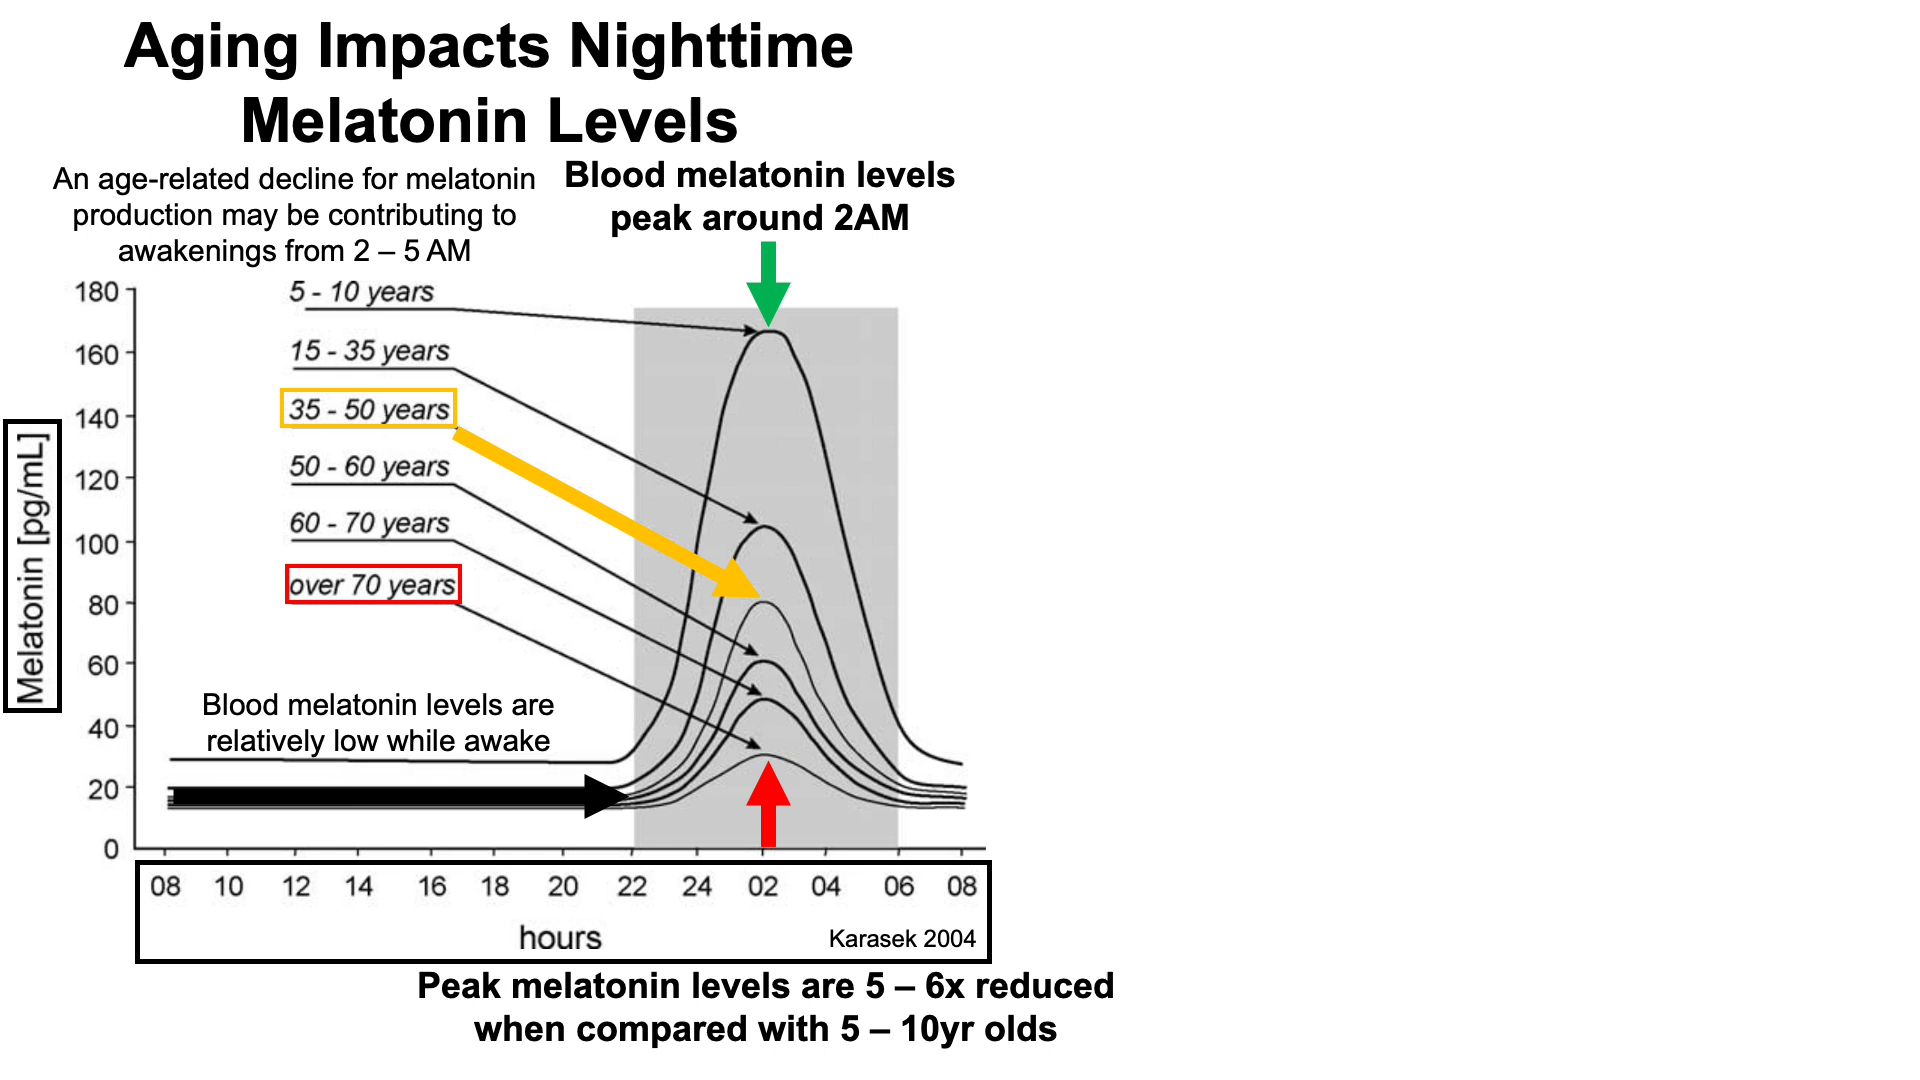 Aging Impacts Nighttime
Melatonin Levels
An age-related decline for melatonin
production may be contributing to
awakenings from 2 – 5 AM
Blood melatonin levels
peak around 2AM
180
160
140
120
100
80
60
40
20
0
Melatonin [pg/mL]
5 - 10 years
15 - 35 years
35 - 50 years
50 - 60 years
60 - 70 years
over 70 years
Blood melatonin levels are
relatively low while awake
08 10 12 14 16 18 20 22 24 02 04 06 08
hours
Karasek 2004
Peak melatonin levels are 5 – 6x reduced
when compared with 5 – 10yr olds